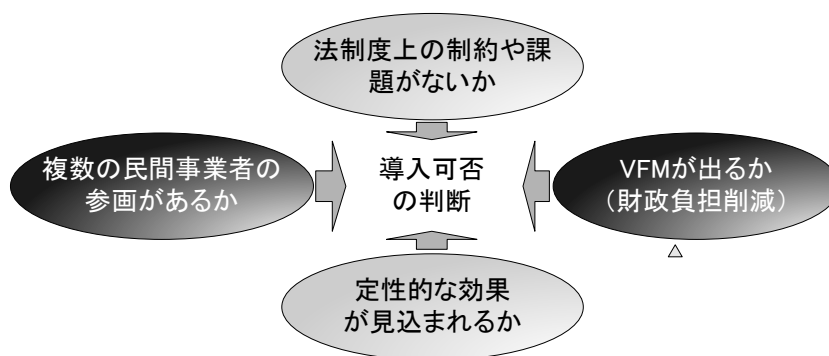 法制度上の制約や課
題がないか
複数の民間事業者の
参画があるか
導入可否
の判断
VFMが出るか
（財政負担削減）
定性的な効果
が見込まれるか